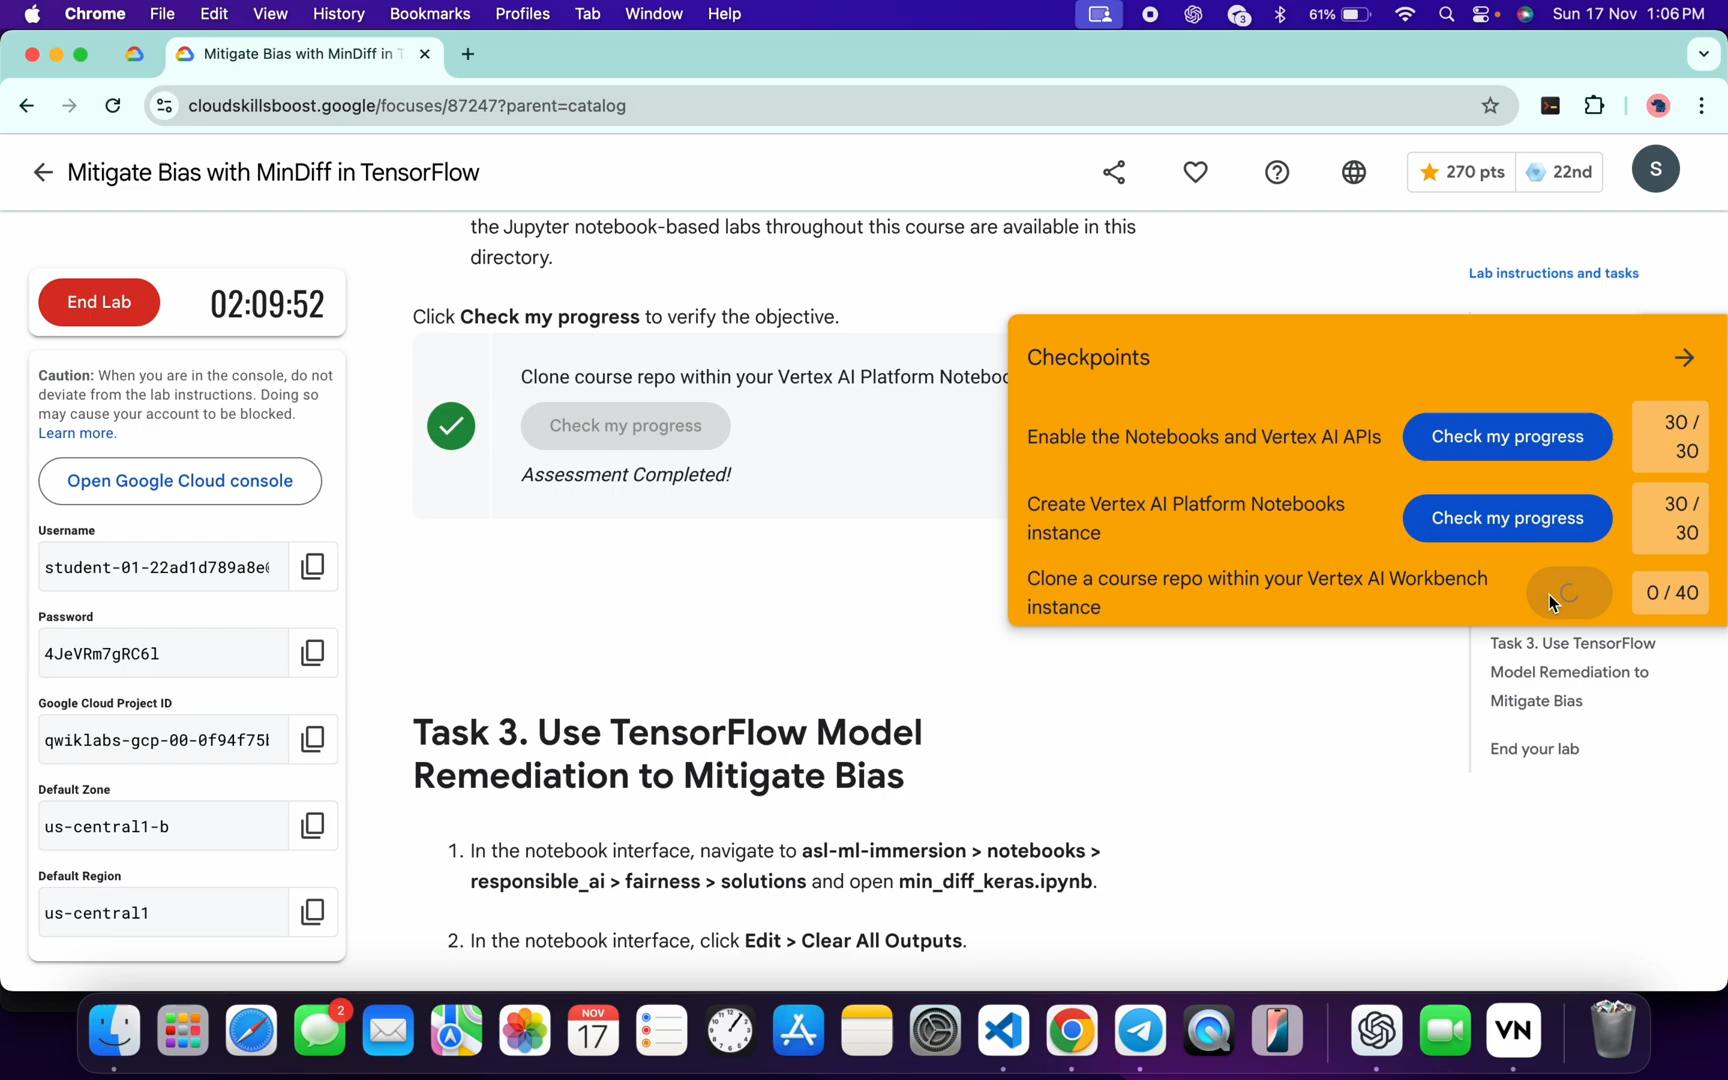 Chrome File Edit View History Bookmarks Profiles Tab Window Help 3 61% Sun 17 Nov 1:06 PM
Mitigate Bias with MinDiff in T
cloudskillsboost.google/focuses/87247?parent=catalog
Mitigate Bias with MinDiff in TensorFlow
270 pts 22nd S
the Jupyter notebook-based labs throughout this course are available in this
directory.
Lab instructions and tasks
End Lab 02:09:52
Click Check my progress to verify the objective.
Clone course repo within your Vertex AI Platform Noteboo
Check my progress
Assessment Completed!
Checkpoints
Enable the Notebooks and Vertex AI APIs Check my progress 30 /
30
Create Vertex AI Platform Notebooks
instance Check my progress 30 /
30
Clone a course repo within your Vertex AI Workbench
instance 0 / 40
Caution: When you are in the console, do not
deviate from the lab instructions. Doing so
may cause your account to be blocked.
Learn more.
Open Google Cloud console
Username
student-01-22ad1d789a8e
Password
4JeVRm7gRC6l
Google Cloud Project ID
qwiklabs-gcp-00-0f94f75
Default Zone
us-central1-b
Default Region
us-central1
Task 3. Use TensorFlow
Model Remediation to
Mitigate Bias
End your lab
Task 3. Use TensorFlow Model
Remediation to Mitigate Bias
1. In the notebook interface, navigate to asl-ml-immersion > notebooks >
responsible_ai > fairness > solutions and open min_diff_keras.ipynb.
2. In the notebook interface, click Edit > Clear All Outputs.
2
NOV
17
VN